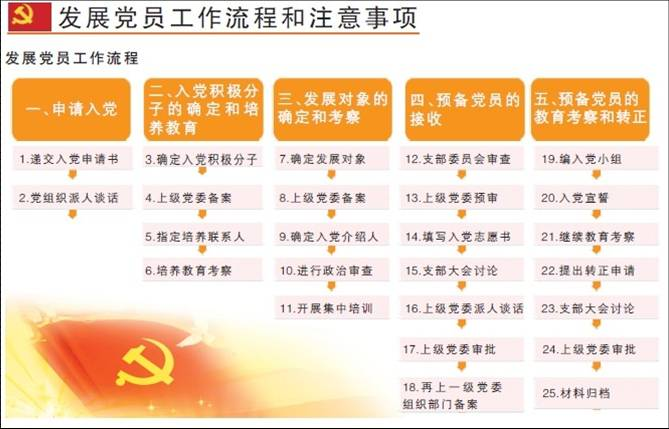 发展党员工作流程和注意事项
发展党员工作流程
一、申请入党
1.递交入党申请书
2.党组织派人谈话
二、入党积极分
子的确定和培
养教育
3.确定入党积极分子
4.上级党委备案
5.指定培养联系人
6.培养教育考察
三、发展对象的
确定和考察
7.确定发展对象
8.上级党委备案
9.确定入党介绍人
10.进行政治审查
11.开展集中培训
四、预备党员的
接收
12.支部委员会审查
13.上级党委预审
14.填写入党志愿书
15.支部大会讨论
16.上级党委派人谈话
17.上级党委审批
18.再上一级党委
组织部门备案
五、预备党员的
教育考察和转正
19.编入党小组
20.入党宣誓
21.继续教育考察
22.提出转正申请
23.支部大会讨论
24.上级党委审批
25.材料归档